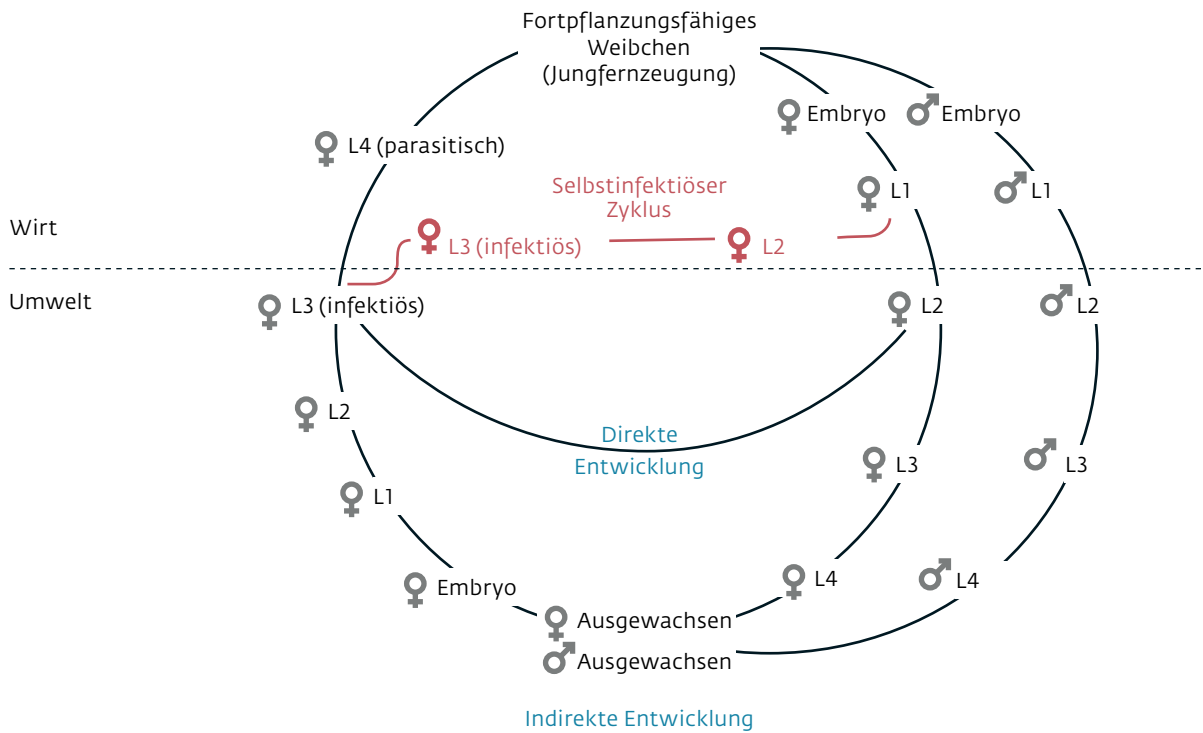 Fortpflanzungsfähiges
Weibchen
(Jungfernzeugung)
♀ Embryo
♂ Embryo
♀ L4 (parasitisch)
Selbstinfektiöser
Zyklus
♀ L1
♂ L1
Wirt
♀ L3 (infektiös)
♀ L2
Umwelt
♀ L3 (infektiös)
♀ L2
♂ L2
♀ L2
Direkte
Entwicklung
♀ L3
♂ L3
♀ L1
♀ Embryo
♀ L4
♂ L4
♀ Ausgewachsen
♂ Ausgewachsen
Indirekte Entwicklung